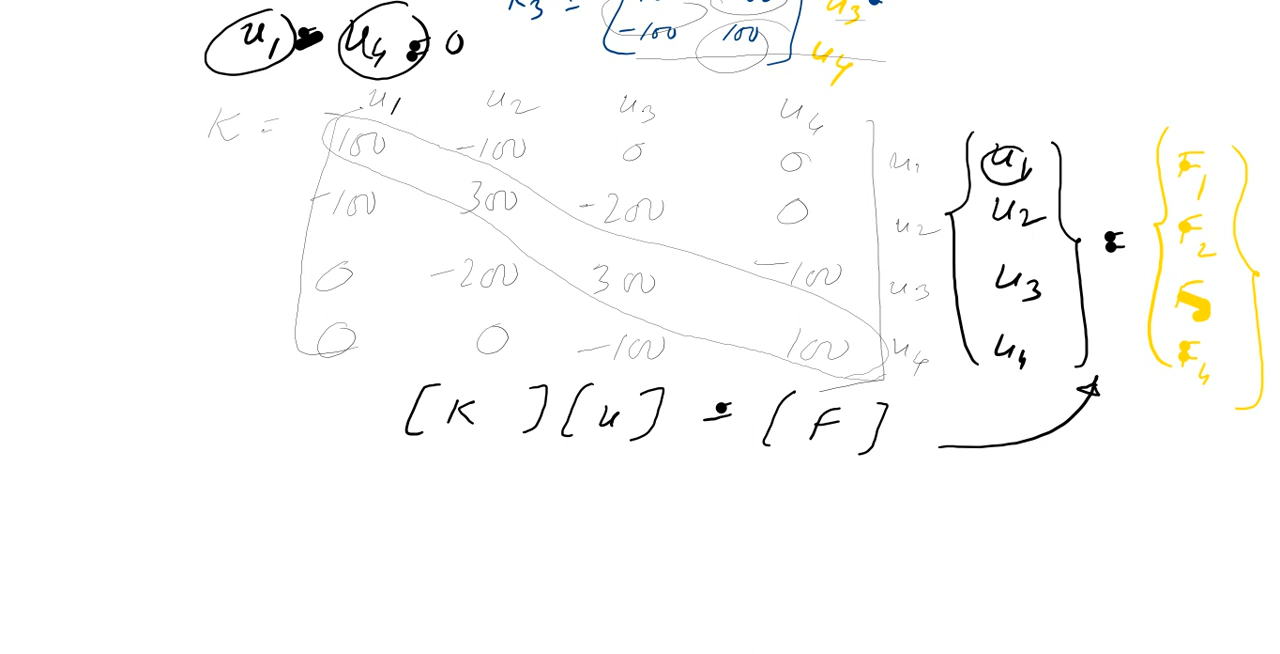 K3 = u3
-100 100 u4
u1 = u4 = 0
u1 u2 u3 u4
K = 100 -100 0 0 u1 u1 F1
-100 300 -200 0 u2 u2 = F2
0 -200 300 -100 u3 u3
0 0 -100 100 u4 u4 F4
[K][u] = [F]